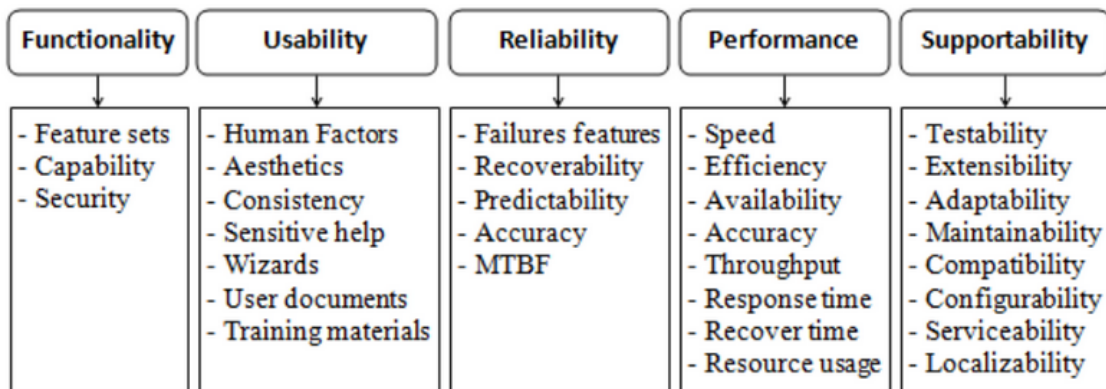 Functionality
- Feature sets
- Capability
- Security
Usability
- Human Factors
- Aesthetics
- Consistency
- Sensitive help
- Wizards
- User documents
- Training materials
Reliability
- Failures features
- Recoverability
- Predictability
- Accuracy
- MTBF
Performance
- Speed
- Efficiency
- Availability
- Accuracy
- Throughput
- Response time
- Recover time
- Resource usage
Supportability
- Testability
- Extensibility
- Adaptability
- Maintainability
- Compatibility
- Configurability
- Serviceability
- Localizability